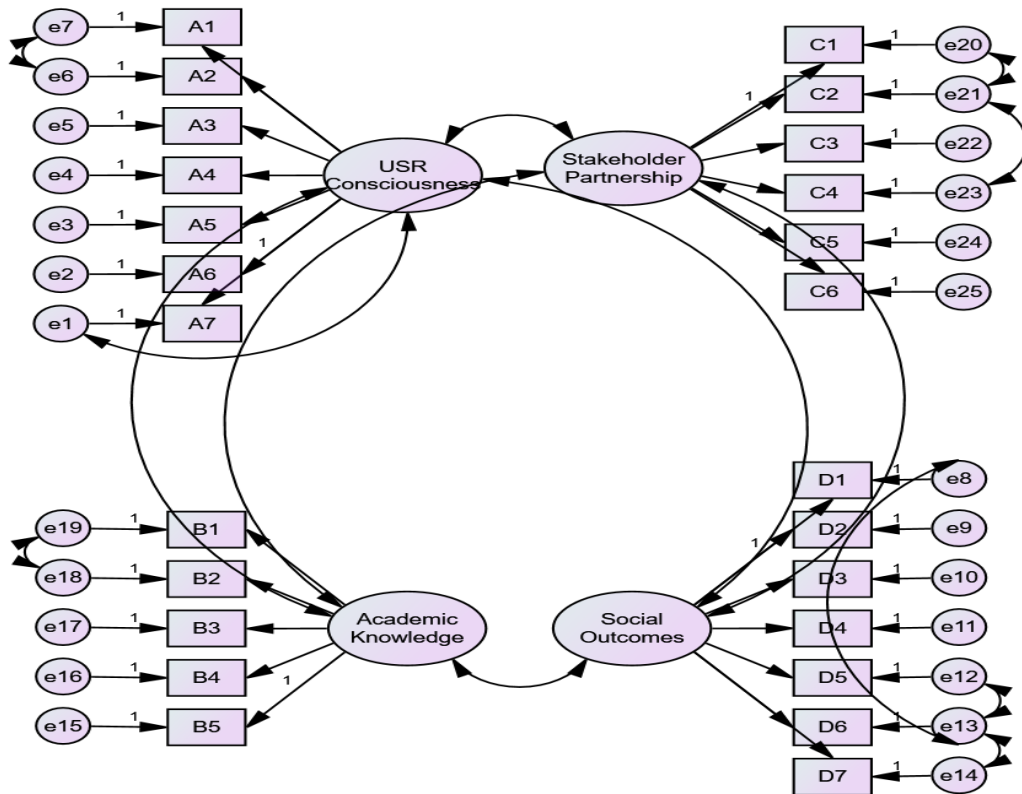 e7 1 A1
e6 1 A2
e5 1 A3
e4 1 A4
e3 1 A5
e2 1 A6
e1 1 A7
1
USR
Consciousness
Stakeholder
Partnership
1
C1 1 e20
C2 1 e21
C3 1 e22
C4 1 e23
C5 1 e24
C6 1 e25
e19 1 B1
e18 1 B2
e17 1 B3
e16 1 B4
e15 1 B5
1
Academic
Knowledge
Social
Outcomes
1
D1 1 e8
D2 1 e9
D3 1 e10
D4 1 e11
D5 1 e12
D6 1 e13
D7 1 e14